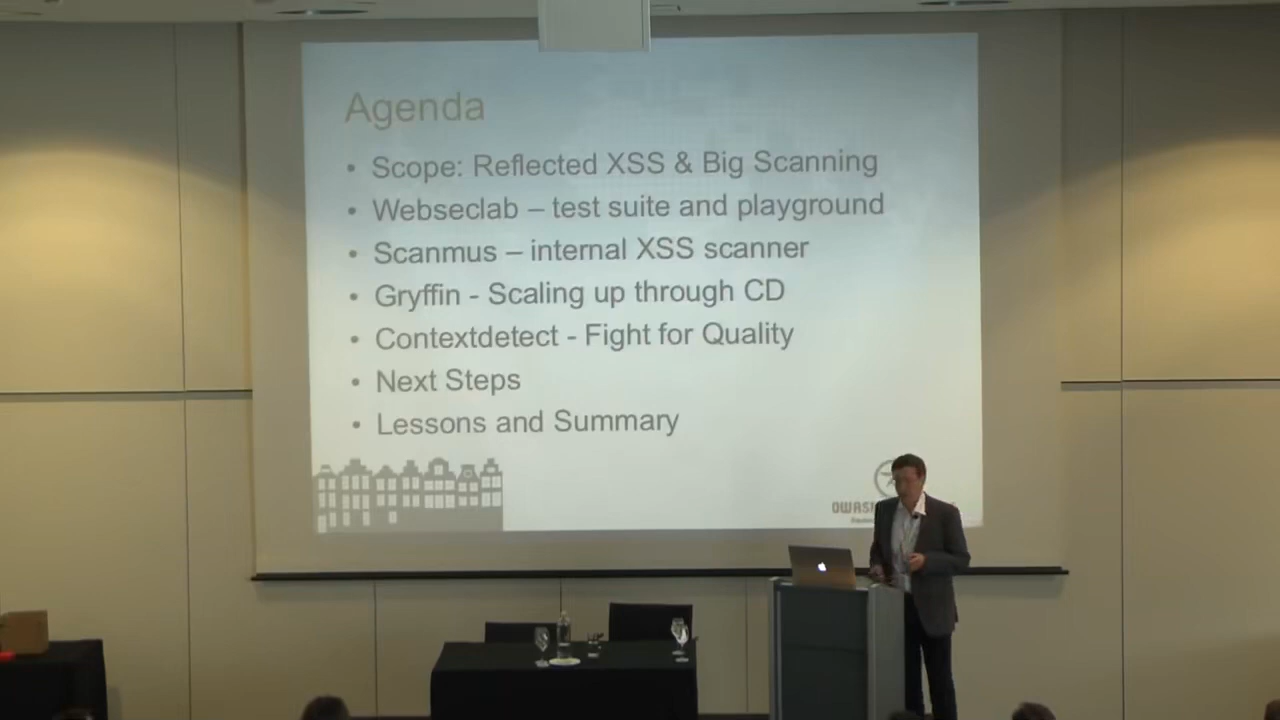 Agenda
• Scope: Reflected XSS & Big Scanning
• Webseclab – test suite and playground
• Scanmus – internal XSS scanner
• Gryffin - Scaling up through CD
• Contextdetect - Fight for Quality
• Next Steps
• Lessons and Summary